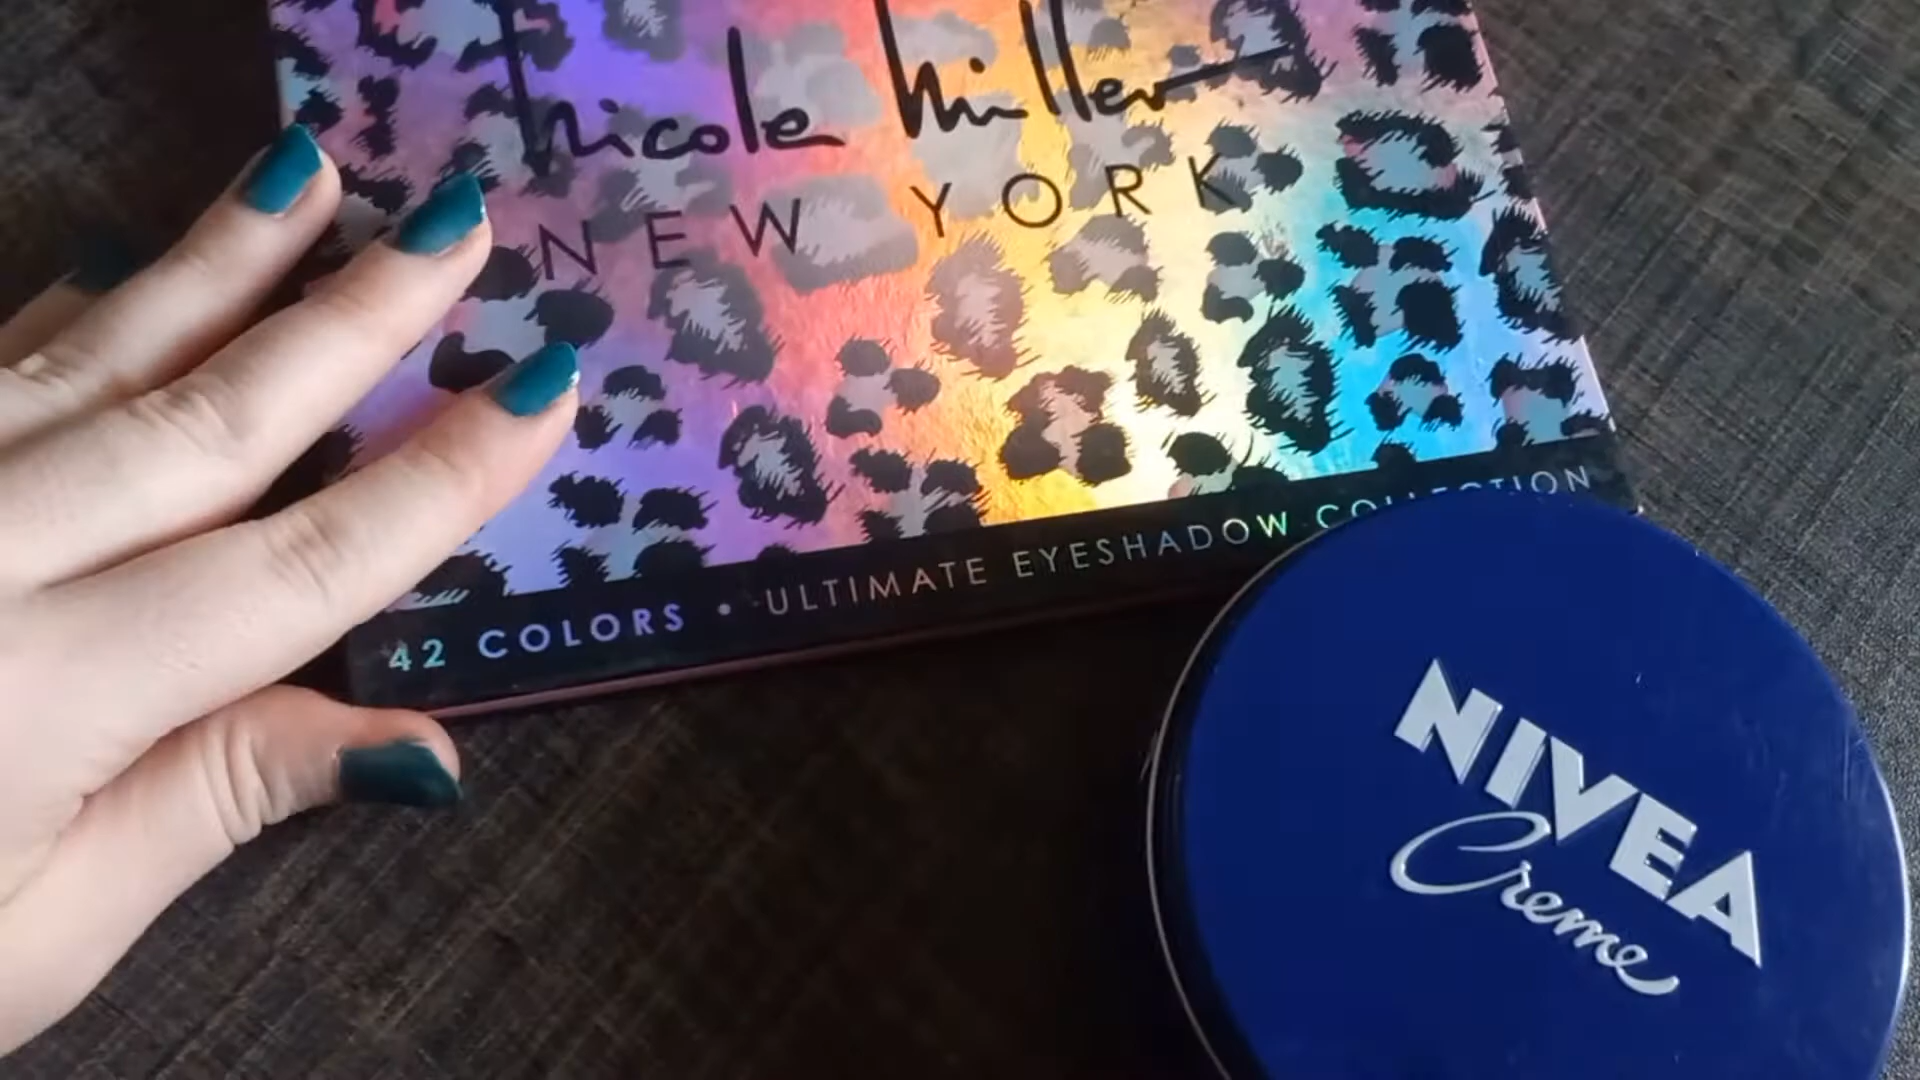 Nicole Miller
NEW YORK
42 COLORS • ULTIMATE EYESHADOW COLLECTION
NIVEA
Creme